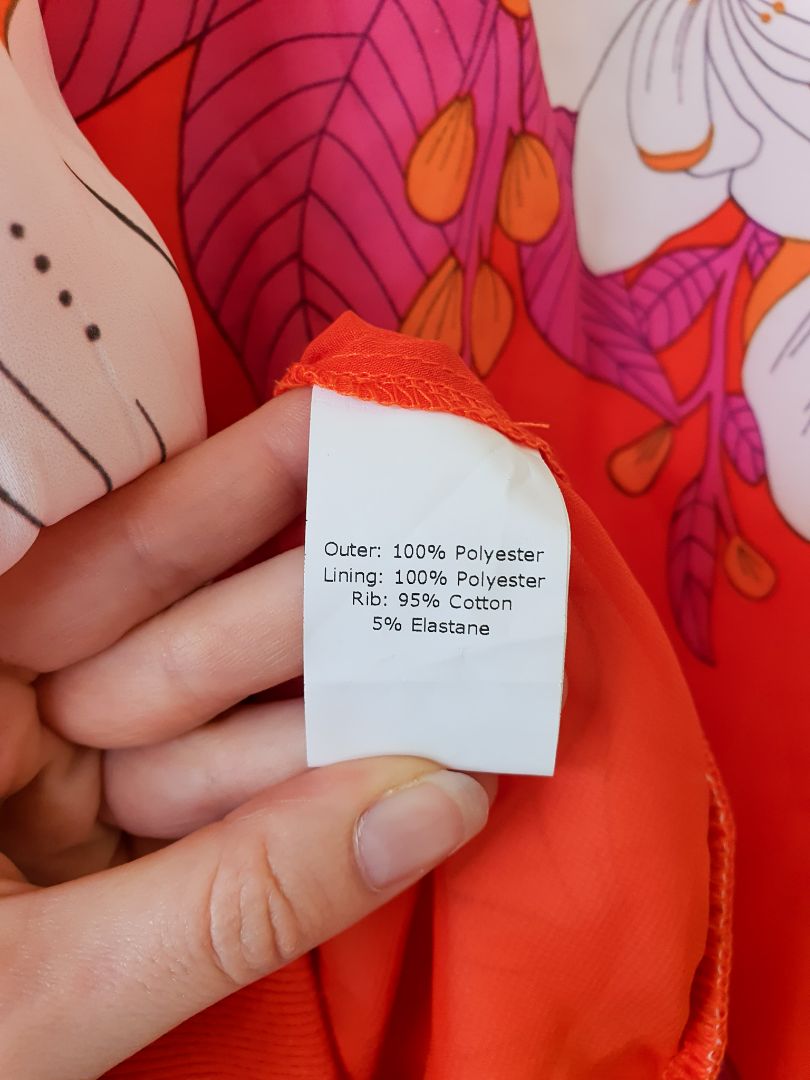 Outer: 100% Polyester
Lining: 100% Polyester
Rib: 95% Cotton
5% Elastane